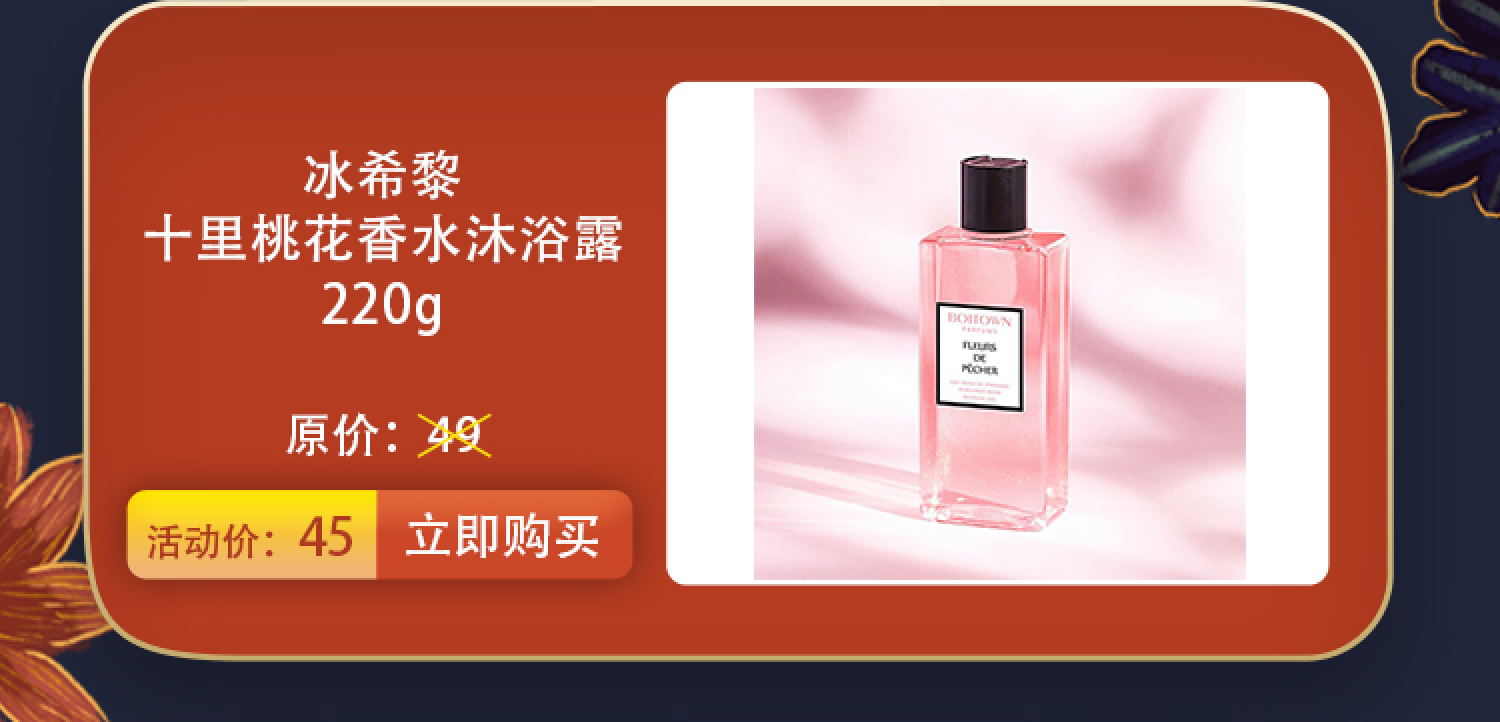 冰希黎
十里桃花香水沐浴露
220g
原价：49
活动价：45
立即购买
BOHOWN
PARFUMS
FLEURS
DE
PÊCHER